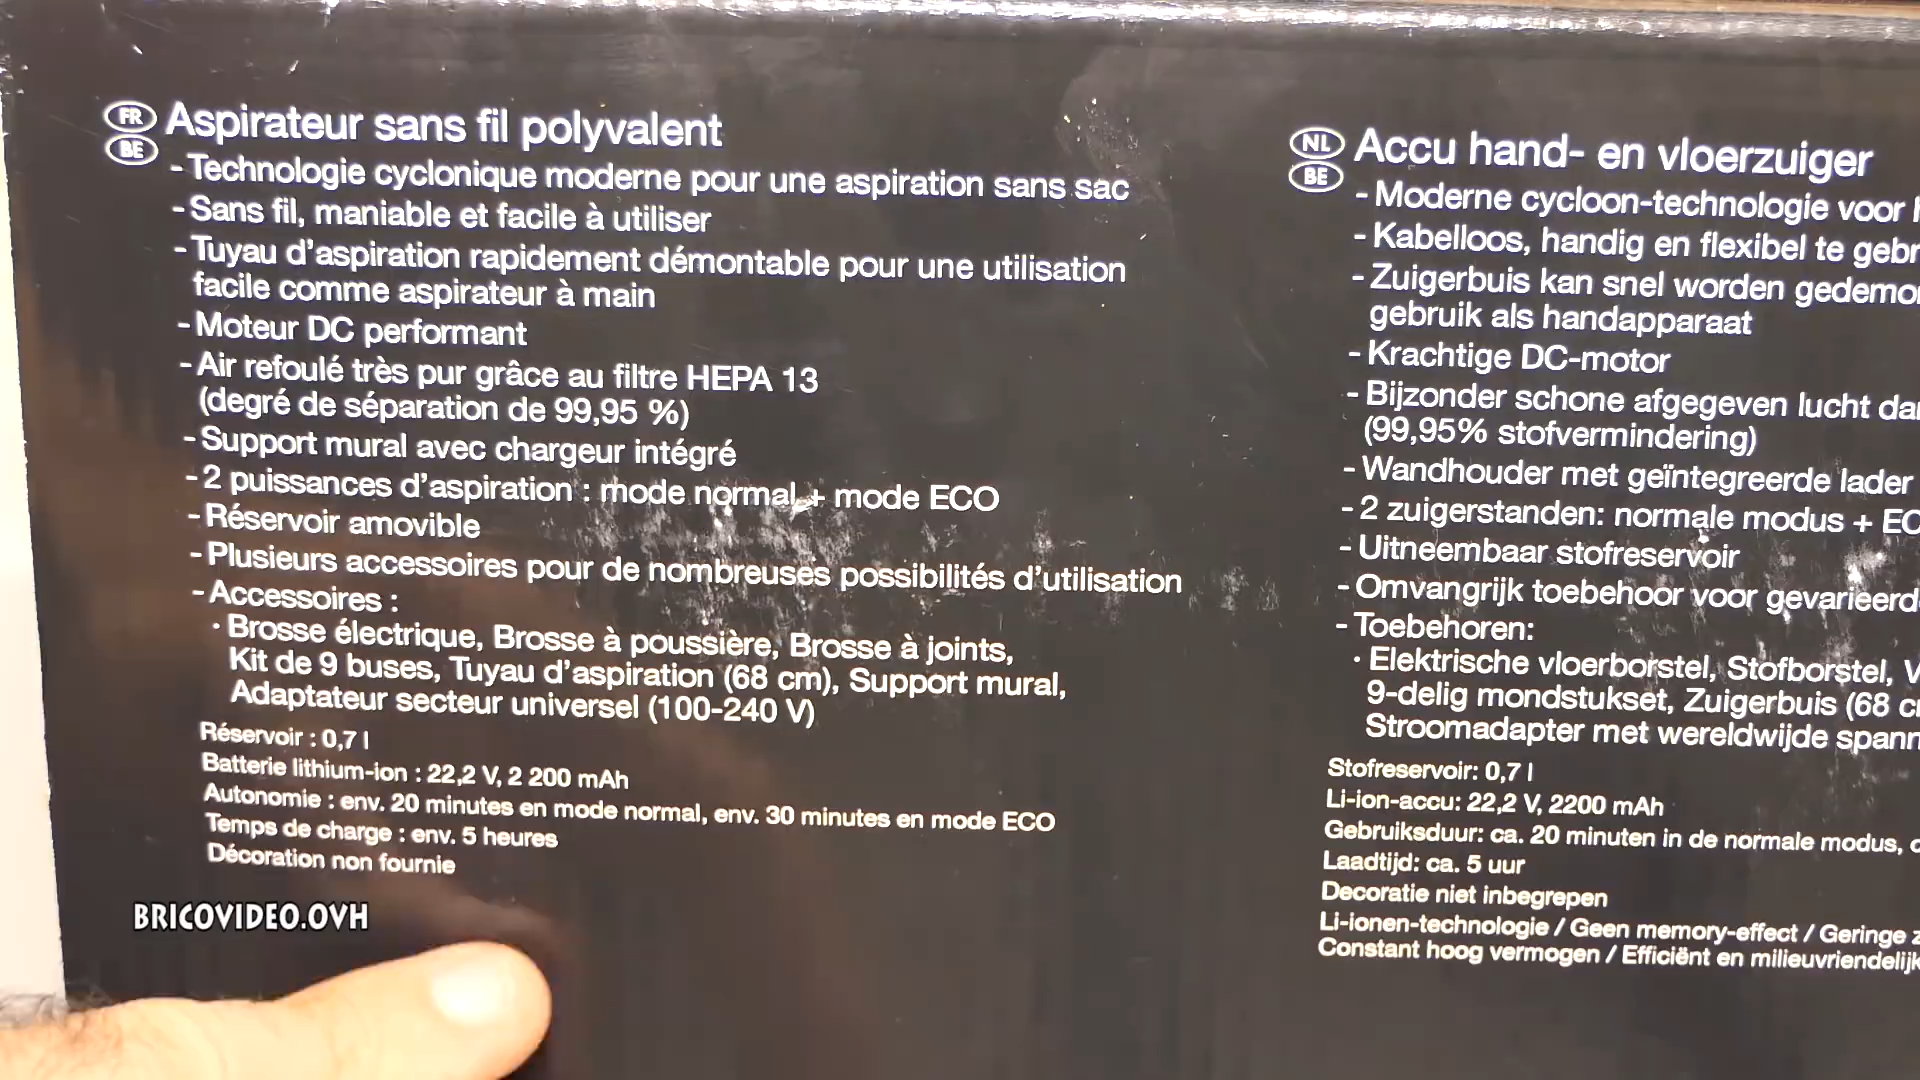 FR
BE
Aspirateur sans fil polyvalent
- Technologie cyclonique moderne pour une aspiration sans sac
- Sans fil, maniable et facile à utiliser
- Tuyau d'aspiration rapidement démontable pour une utilisation
facile comme aspirateur à main
- Moteur DC performant
- Air refoulé très pur grâce au filtre HEPA 13
(degré de séparation de 99,95 %)
- Support mural avec chargeur intégré
- 2 puissances d'aspiration : mode normal + mode ECO
- Réservoir amovible
- Plusieurs accessoires pour de nombreuses possibilités d'utilisation
- Accessoires :
· Brosse électrique, Brosse à poussière, Brosse à joints,
Kit de 9 buses, Tuyau d'aspiration (68 cm), Support mural,
Adaptateur secteur universel (100-240 V)
Réservoir : 0,7 l
Batterie lithium-ion : 22,2 V, 2 200 mAh
Autonomie : env. 20 minutes en mode normal, env. 30 minutes en mode ECO
Temps de charge : env. 5 heures
Décoration non fournie
BRICOVIDEO.OVH
NL
BE
Accu hand- en vloerzuiger
- Moderne cycloon-technologie voor
- Kabelloos, handig en flexibel te
- Zuigerbuis kan snel worden
gebruik als handapparaat
- Krachtige DC-motor
- Bijzonder schone afgegeven lucht
(99,95% stofvermindering)
- Wandhouder met geïntegreerde lader
- 2 zuigerstanden: normale modus +
- Uitneembaar stofreservoir
- Omvangrijk toebehoor voor
- Toebehoren:
· Elektrische vloerborstel, Stofborstel,
9-delig mondstukset, Zuigerbuis (68
Stroomadapter met wereldwijde
Stofreservoir: 0,7 l
Li-ion-accu: 22,2 V, 2200 mAh
Gebruiksduur: ca. 20 minuten in de normale modus,
Laadtijd: ca. 5 uur
Decoratie niet inbegrepen
Li-ionen-technologie / Geen memory-effect / Geringe
Constant hoog vermogen / Efficiënt en milieuvriendelijk